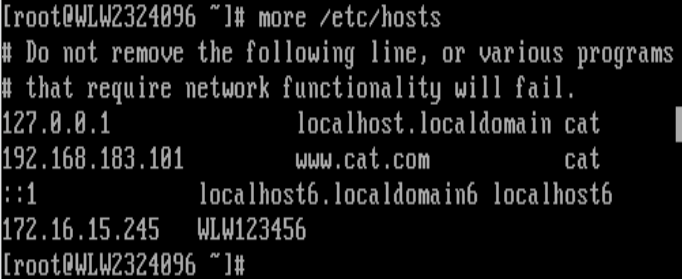 [root@WLW2324096 ~]# more /etc/hosts
# Do not remove the following line, or various programs
# that require network functionality will fail.
127.0.0.1 localhost.localdomain cat
192.168.183.101 www.cat.com cat
::1 localhost6.localdomain6 localhost6
172.16.15.245 WLW123456
[root@WLW2324096 ~]#